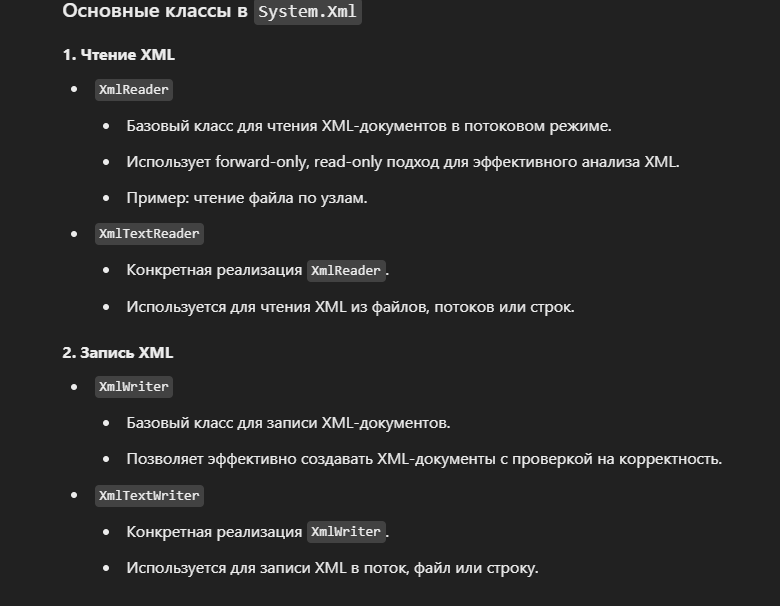 Основные классы в System.Xml
1. Чтение XML
• XmlReader
• Базовый класс для чтения XML-документов в потоковом режиме.
• Использует forward-only, read-only подход для эффективного анализа XML.
• Пример: чтение файла по узлам.
• XmlTextReader
• Конкретная реализация XmlReader.
• Используется для чтения XML из файлов, потоков или строк.
2. Запись XML
• XmlWriter
• Базовый класс для записи XML-документов.
• Позволяет эффективно создавать XML-документы с проверкой на корректность.
• XmlTextWriter
• Конкретная реализация XmlWriter.
• Используется для записи XML в поток, файл или строку.